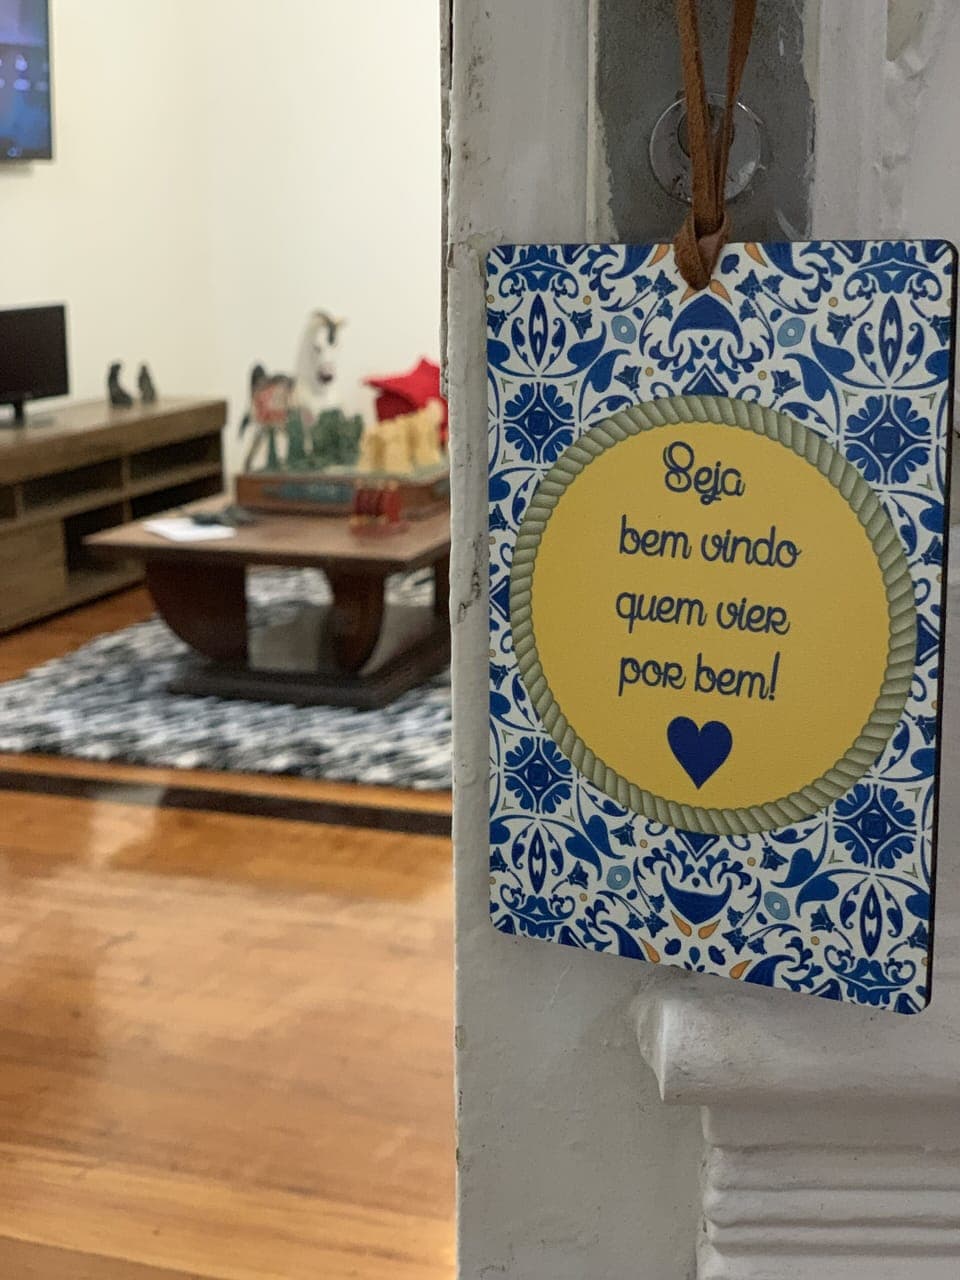 Seja
bem vindo
quem vier
por bem!